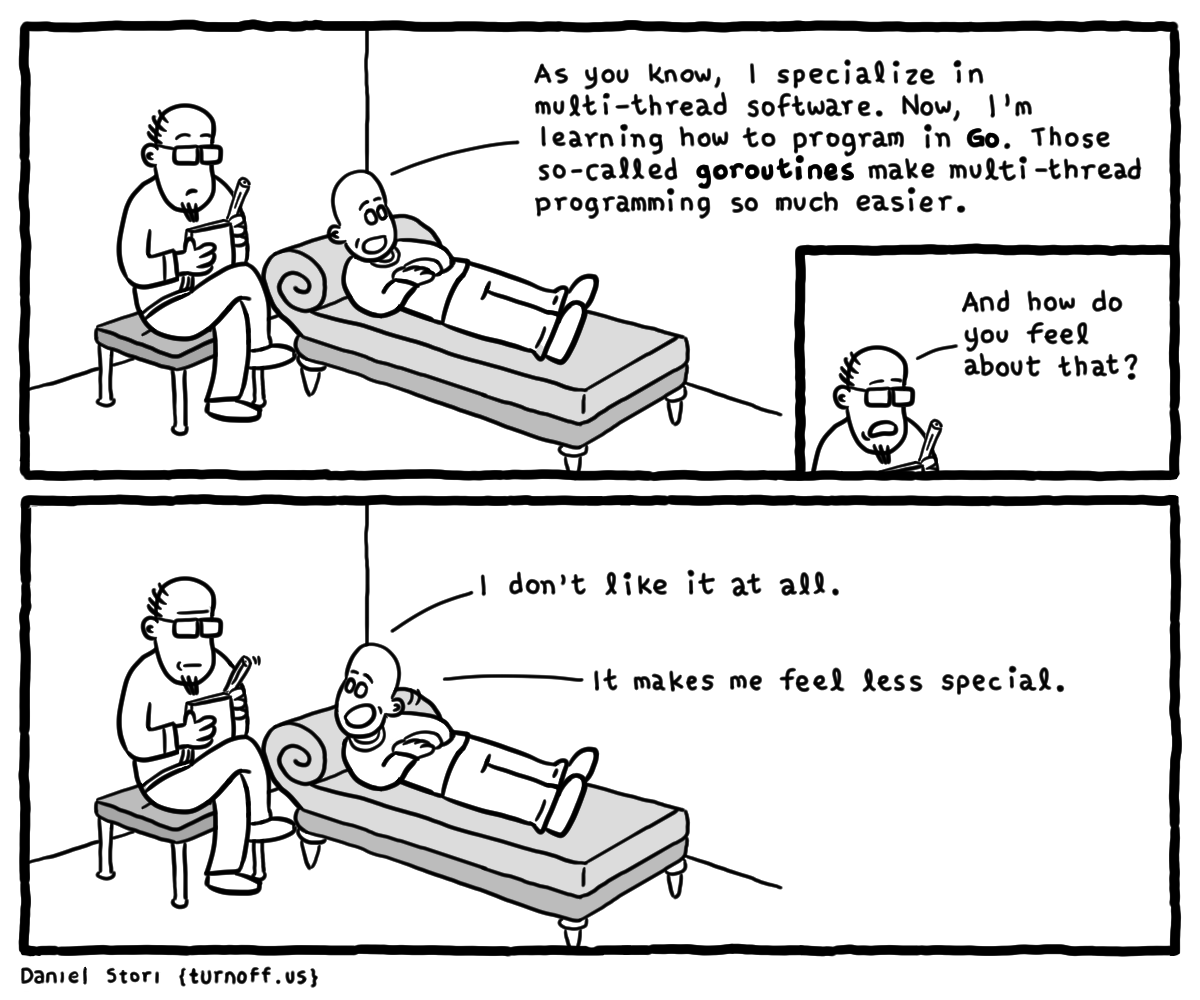 As you know, I specialize in
multi-thread software. Now, I'm
learning how to program in Go. Those
so-called goroutines make multi-thread
programming so much easier.
And how do
you feel
about that?
I don't like it at all.
It makes me feel less special.
Daniel Stori {turnoff.us}